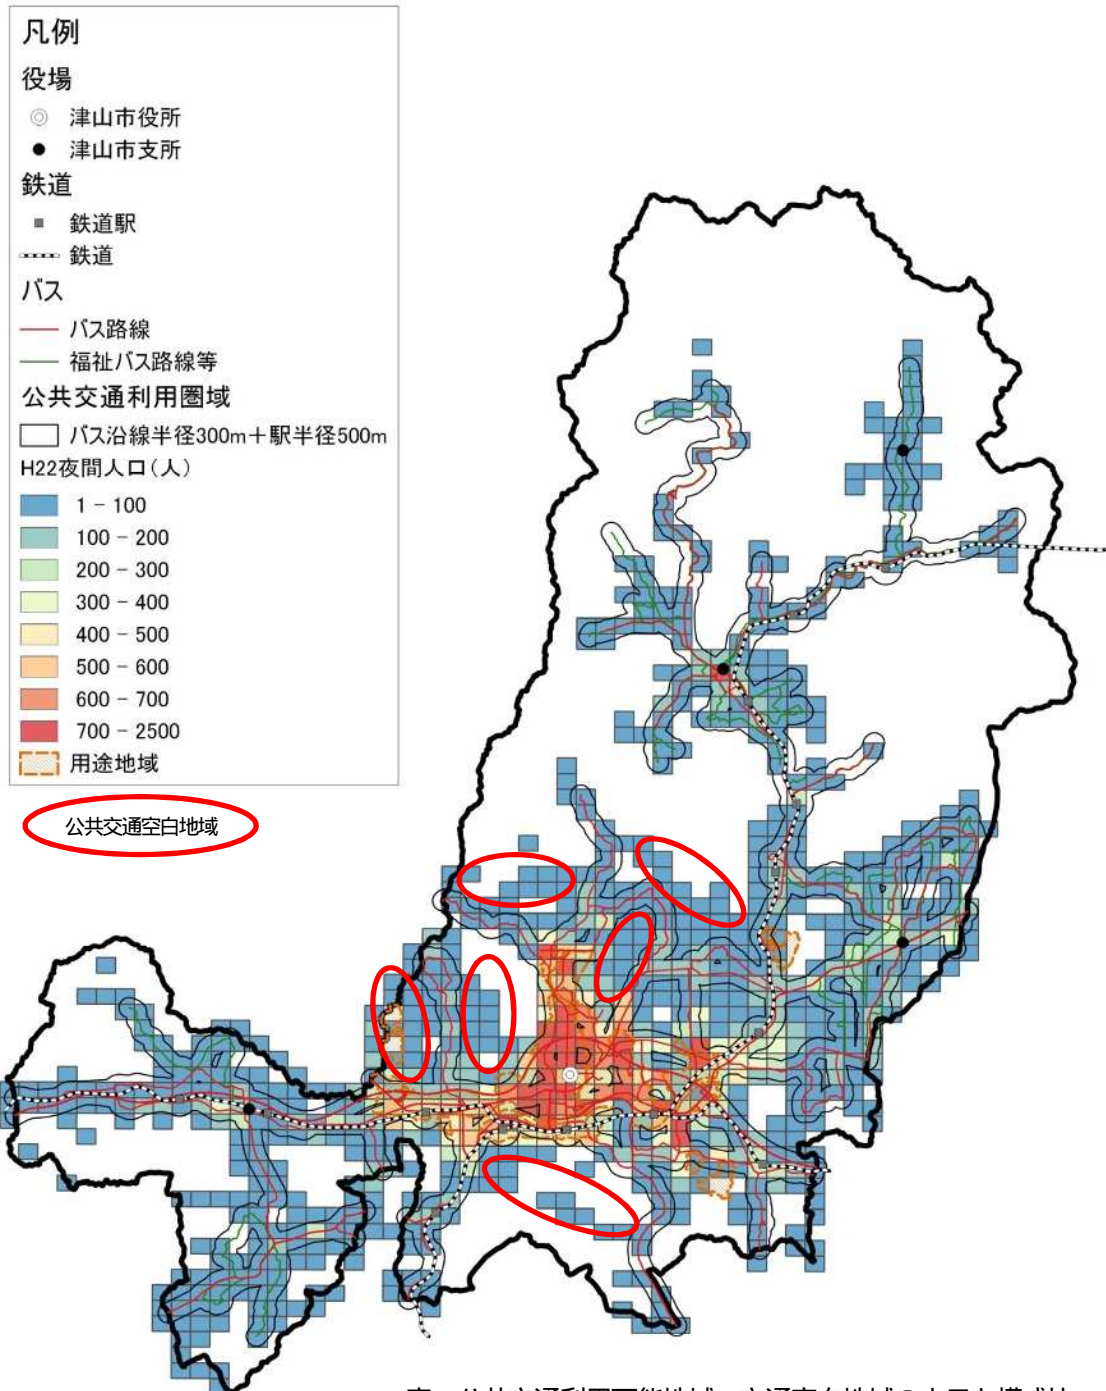 凡例
役場
津山市役所
津山市支所
鉄道
鉄道駅
鉄道
バス
バス路線
福祉バス路線等
公共交通利用圏域
バス沿線半径300m+駅半径500m
H22夜間人口(人)
1 - 100
100 - 200
200 - 300
300 - 400
400 - 500
500 - 600
600 - 700
700 - 2500
用途地域
公共交通空白地域
D